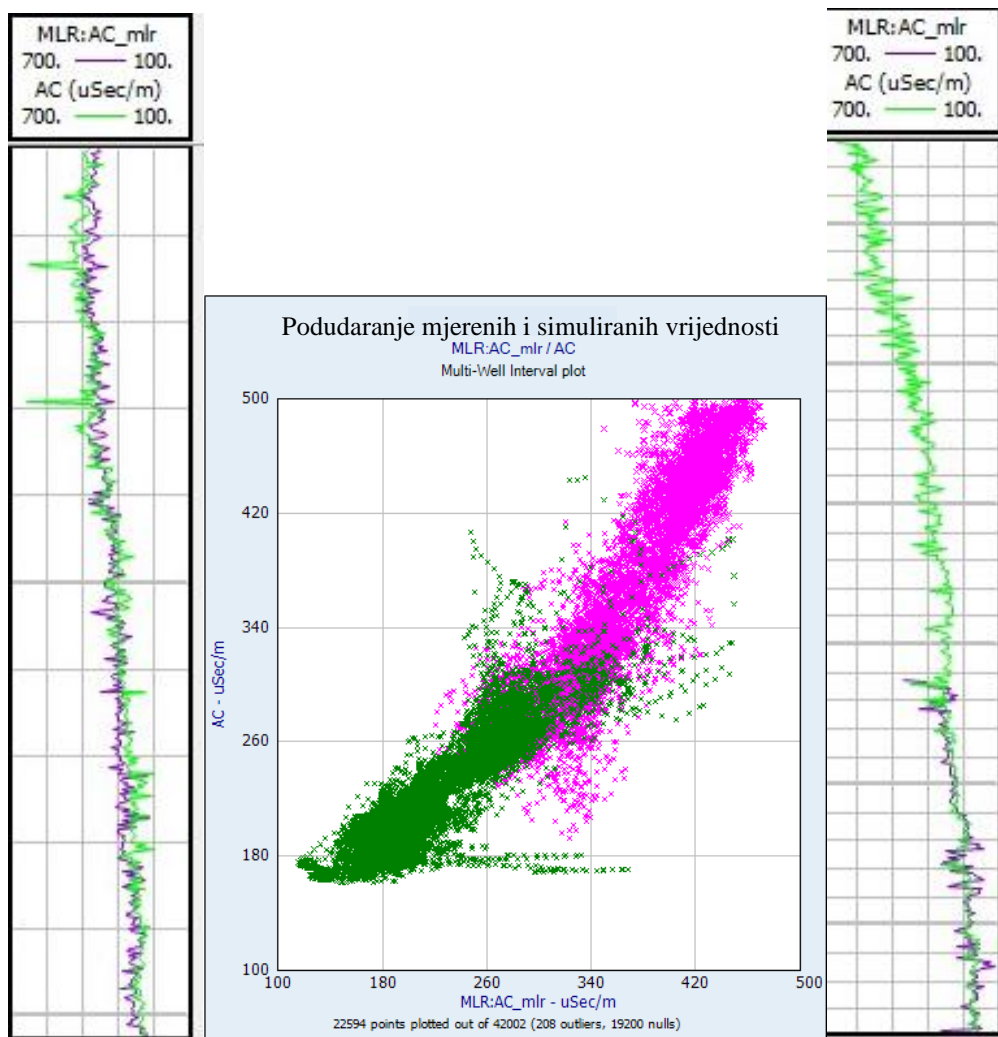 MLR:AC_mlr
700. 100.
AC (uSec/m)
700. 100.
MLR:AC_mlr
700. 100.
AC (uSec/m)
700. 100.
Podudaranje mjerenih i simuliranih vrijednosti
MLR:AC_mlr / AC
Multi-Well Interval plot
500
420
340
260
180
100
AC - uSec/m
100 180 260 340 420 500
MLR:AC_mlr - uSec/m
22594 points plotted out of 42002 (208 outliers, 19200 nulls)